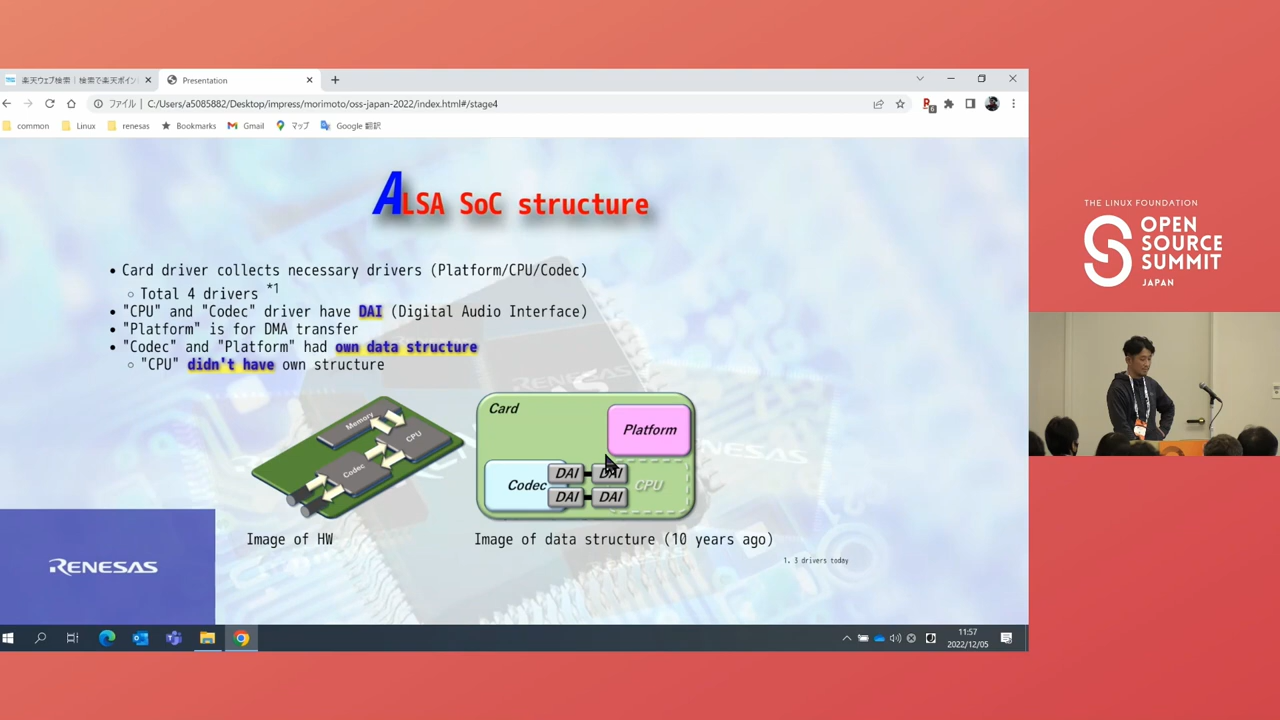 楽天ウェブ検索 | 検索で楽天ポイン
Presentation
ファイル | C:/Users/a5085882/Desktop/impress/morimoto/oss-japan-2022/index.html#/stage4
common
Linux
renesas
Bookmarks
Gmail
マップ
Google 翻訳
ALSA SoC structure
• Card driver collects necessary drivers (Platform/CPU/Codec)
○ Total 4 drivers *1
• "CPU" and "Codec" driver have DAI (Digital Audio Interface)
• "Platform" is for DMA transfer
• "Codec" and "Platform" had own data structure
○ "CPU" didn't have own structure
Memory
CPU
Codec
Card
Platform
Codec
DAI
DAI
DAI
DAI
CPU
Image of HW
Image of data structure (10 years ago)
1. 3 drivers today
RENESAS
RENESAS
RENESAS
11:57
2022/12/05
THE LINUX FOUNDATION
OPEN
SOURCE
SUMMIT
JAPAN